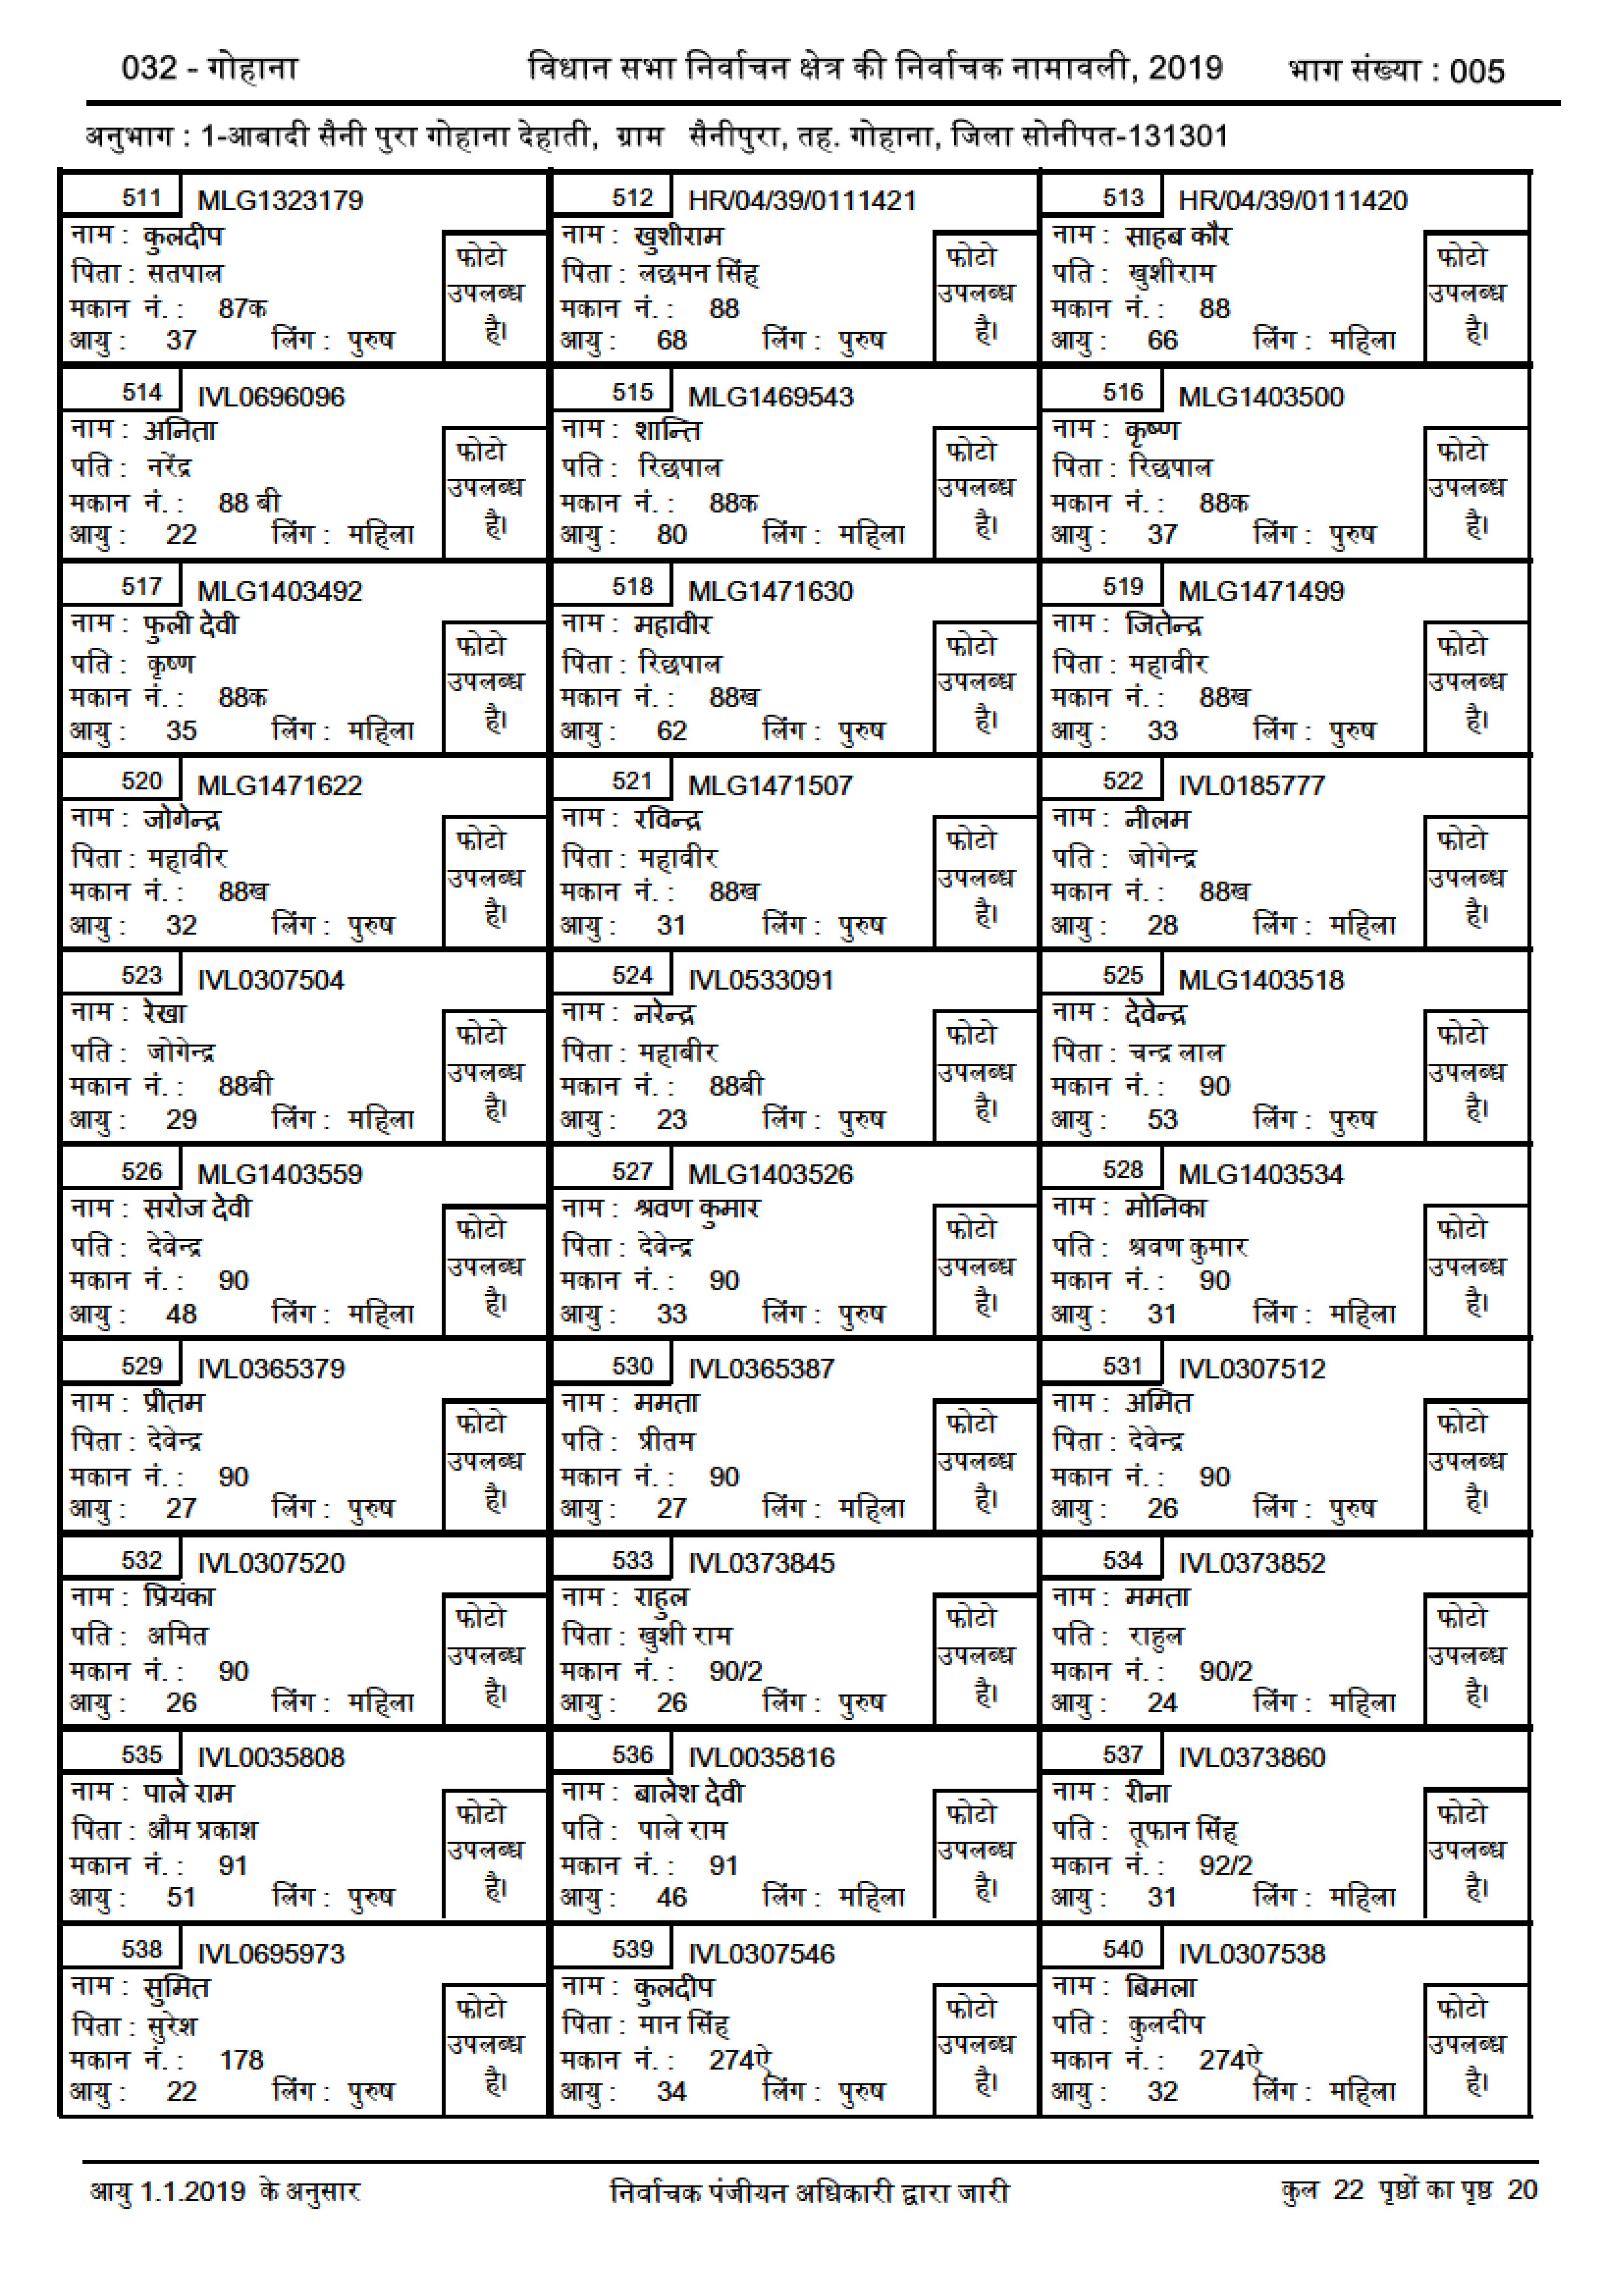 032 - गोहाना विधान सभा निर्वाचन क्षेत्र की निर्वाचक नामावली, 2019 भाग संख्या : 005
अनुभाग : 1-आबादी सैनी पुरा गोहाना देहाती, ग्राम सैनीपुरा, तह. गोहाना, जिला सोनीपत-131301
511 MLG1323179
नाम : कुलदीप
पिता : सतपाल
मकान नं. : 87क
आयु : 37 लिंग : पुरुष
फोटो
उपलब्ध
है।
512 HR/04/39/0111421
नाम : खुशीराम
पिता : लछमन सिंह
मकान नं. : 88
आयु : 68 लिंग : पुरुष
फोटो
उपलब्ध
है।
513 HR/04/39/0111420
नाम : साहब कौर
पति : खुशीराम
मकान नं. : 88
आयु : 66 लिंग : महिला
फोटो
उपलब्ध
है।
514 IVL0696096
नाम : अनिता
पति : नरेंद्र
मकान नं. : 88 बी
आयु : 22 लिंग : महिला
फोटो
उपलब्ध
है।
515 MLG1469543
नाम : शान्ति
पति : रिछपाल
मकान नं. : 88क
आयु : 80 लिंग : महिला
फोटो
उपलब्ध
है।
516 MLG1403500
नाम : कृष्ण
पिता : रिछपाल
मकान नं. : 88क
आयु : 37 लिंग : पुरुष
फोटो
उपलब्ध
है।
517 MLG1403492
नाम : फुली देवी
पति : कृष्ण
मकान नं. : 88क
आयु : 35 लिंग : महिला
फोटो
उपलब्ध
है।
518 MLG1471630
नाम : महावीर
पिता : रिछपाल
मकान नं. : 88ख
आयु : 62 लिंग : पुरुष
फोटो
उपलब्ध
है।
519 MLG1471499
नाम : जितेन्द्र
पिता : महावीर
मकान नं. : 88ख
आयु : 33 लिंग : पुरुष
फोटो
उपलब्ध
है।
520 MLG1471622
नाम : जोगेन्द्र
पिता : महावीर
मकान नं. : 88ख
आयु : 32 लिंग : पुरुष
फोटो
उपलब्ध
है।
521 MLG1471507
नाम : रविन्द्र
पिता : महावीर
मकान नं. : 88ख
आयु : 31 लिंग : पुरुष
फोटो
उपलब्ध
है।
522 IVL0185777
नाम : नीलम
पति : जोगेन्द्र
मकान नं. : 88ख
आयु : 28 लिंग : महिला
फोटो
उपलब्ध
है।
523 IVL0307504
नाम : रेखा
पति : जोगेन्द्र
मकान नं. : 88बी
आयु : 29 लिंग : महिला
फोटो
उपलब्ध
है।
524 IVL0533091
नाम : नरेन्द्र
पिता : महाबीर
मकान नं. : 88बी
आयु : 23 लिंग : पुरुष
फोटो
उपलब्ध
है।
525 MLG1403518
नाम : देवेन्द्र
पिता : चन्द्र लाल
मकान नं. : 90
आयु : 53 लिंग : पुरुष
फोटो
उपलब्ध
है।
526 MLG1403559
नाम : सरोज देवी
पति : देवेन्द्र
मकान नं. : 90
आयु : 48 लिंग : महिला
फोटो
उपलब्ध
है।
527 MLG1403526
नाम : श्रवण कुमार
पिता : देवेन्द्र
मकान नं. : 90
आयु : 33 लिंग : पुरुष
फोटो
उपलब्ध
है।
528 MLG1403534
नाम : मोनिका
पति : श्रवण कुमार
मकान नं. : 90
आयु : 31 लिंग : महिला
फोटो
उपलब्ध
है।
529 IVL0365379
नाम : प्रीतम
पिता : देवेन्द्र
मकान नं. : 90
आयु : 27 लिंग : पुरुष
फोटो
उपलब्ध
है।
530 IVL0365387
नाम : ममता
पति : प्रीतम
मकान नं. : 90
आयु : 27 लिंग : महिला
फोटो
उपलब्ध
है।
531 IVL0307512
नाम : अमित
पिता : देवेन्द्र
मकान नं. : 90
आयु : 26 लिंग : पुरुष
फोटो
उपलब्ध
है।
532 IVL0307520
नाम : प्रियंका
पति : अमित
मकान नं. : 90
आयु : 26 लिंग : महिला
फोटो
उपलब्ध
है।
533 IVL0373845
नाम : राहुल
पिता : खुशी राम
मकान नं. : 90/2
आयु : 26 लिंग : पुरुष
फोटो
उपलब्ध
है।
534 IVL0373852
नाम : ममता
पति : राहुल
मकान नं. : 90/2
आयु : 24 लिंग : महिला
फोटो
उपलब्ध
है।
535 IVL0035808
नाम : पाले राम
पिता : औम प्रकाश
मकान नं. : 91
आयु : 51 लिंग : पुरुष
फोटो
उपलब्ध
है।
536 IVL0035816
नाम : बालेश देवी
पति : पाले राम
मकान नं. : 91
आयु : 46 लिंग : महिला
फोटो
उपलब्ध
है।
537 IVL0373860
नाम : रीना
पति : तूफान सिंह
मकान नं. : 92/2
आयु : 31 लिंग : महिला
फोटो
उपलब्ध
है।
538 IVL0695973
नाम : सुमित
पिता : सुरेश
मकान नं. : 178
आयु : 22 लिंग : पुरुष
फोटो
उपलब्ध
है।
539 IVL0307546
नाम : कुलदीप
पिता : मान सिंह
मकान नं. : 274ऐ
आयु : 34 लिंग : पुरुष
फोटो
उपलब्ध
है।
540 IVL0307538
नाम : बिमला
पति : कुलदीप
मकान नं. : 274ऐ
आयु : 32 लिंग : महिला
फोटो
उपलब्ध
है।
आयु 1.1.2019 के अनुसार निर्वाचक पंजीयन अधिकारी द्वारा जारी कुल 22 पृष्ठों का पृष्ठ 20